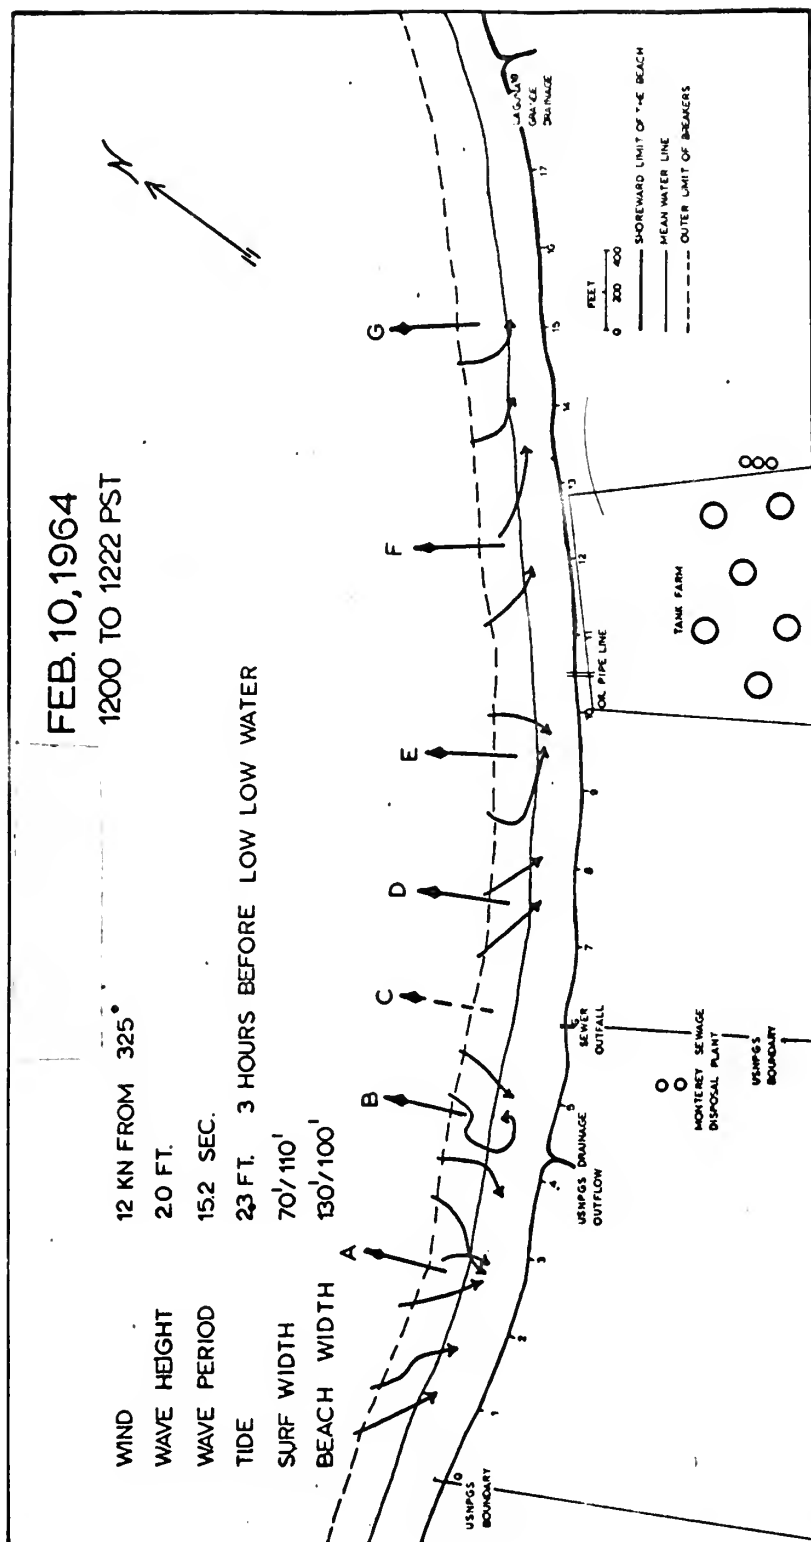 FEB. 10, 1964
1200 TO 1222 PST
WIND 12 KN FROM 325°
WAVE HEIGHT 2.0 FT.
WAVE PERIOD 15.2 SEC.
TIDE 2.3 FT. 3 HOURS BEFORE LOW LOW WATER
SURF WIDTH 70'/110'
BEACH WIDTH 130'/100'
N
A
B
C
D
E
F
G
0
1
2
3
4
5
6
7
8
9
10
11
12
13
14
15
16
17
USNPGS
BOUNDARY
USNPGS DRAINAGE
OUTFLOW
SEWER
OUTFALL
MONTEREY SEWAGE
DISPOSAL PLANT
USNPGS
BOUNDARY
OIL PIPE LINE
TANK FARM
LAGUNA
GRANDE
DRAINAGE
FEET
0 200 400
SHOREWARD LIMIT OF THE BEACH
MEAN WATER LINE
OUTER LIMIT OF BREAKERS